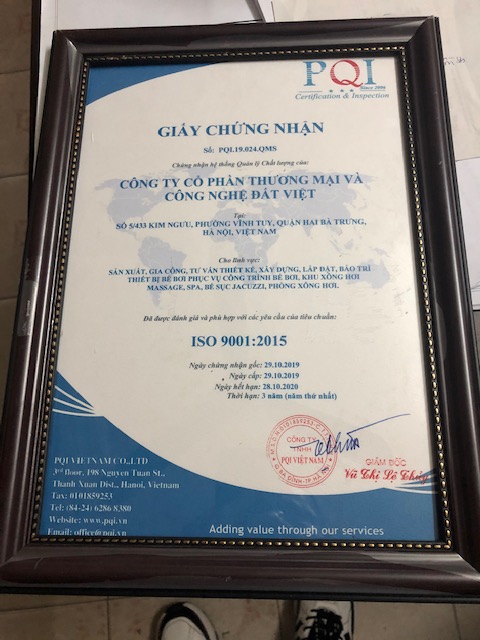 PQI
Since 2006
Certification & Inspection
GIẤY CHỨNG NHẬN
Số: PQI.19.024.QMS
Chứng nhận hệ thống Quản lý Chất lượng của:
CÔNG TY CỔ PHẦN THƯƠNG MẠI VÀ
CÔNG NGHỆ ĐẤT VIỆT
Tại:
SỐ 5/433 KIM NGƯU, PHƯỜNG VĨNH TUY, QUẬN HAI BÀ TRƯNG,
HÀ NỘI, VIỆT NAM
Cho lĩnh vực:
SẢN XUẤT, GIA CÔNG, TƯ VẤN THIẾT KẾ, XÂY DỰNG, LẮP ĐẶT, BẢO TRÌ
THIẾT BỊ BỂ BƠI PHỤC VỤ CÔNG TRÌNH BỂ BƠI, KHU XÔNG HƠI
MASSAGE, SPA, BỂ SỤC JACUZZI, PHÒNG XÔNG HƠI.
Đã được đánh giá và phù hợp với các yêu cầu của tiêu chuẩn:
ISO 9001:2015
Ngày chứng nhận gốc: 29.10.2019
Ngày cấp: 29.10.2019
Ngày hết hạn: 28.10.2020
Thời hạn: 3 năm (năm thứ nhất)
CÔNG TY
TNHH
PQI VIỆT NAM
GIÁM ĐỐC
Vũ Thị Lệ Thủy
PQI VIETNAM CO.,LTD
3rd floor, 198 Nguyen Tuan St.,
Thanh Xuan Dist., Hanoi, Vietnam
Tax: 0101859253
Tel: (84-24) 6286 8380
Website: www.pqi.vn
Email: office@pqi.vn
Adding value through our services